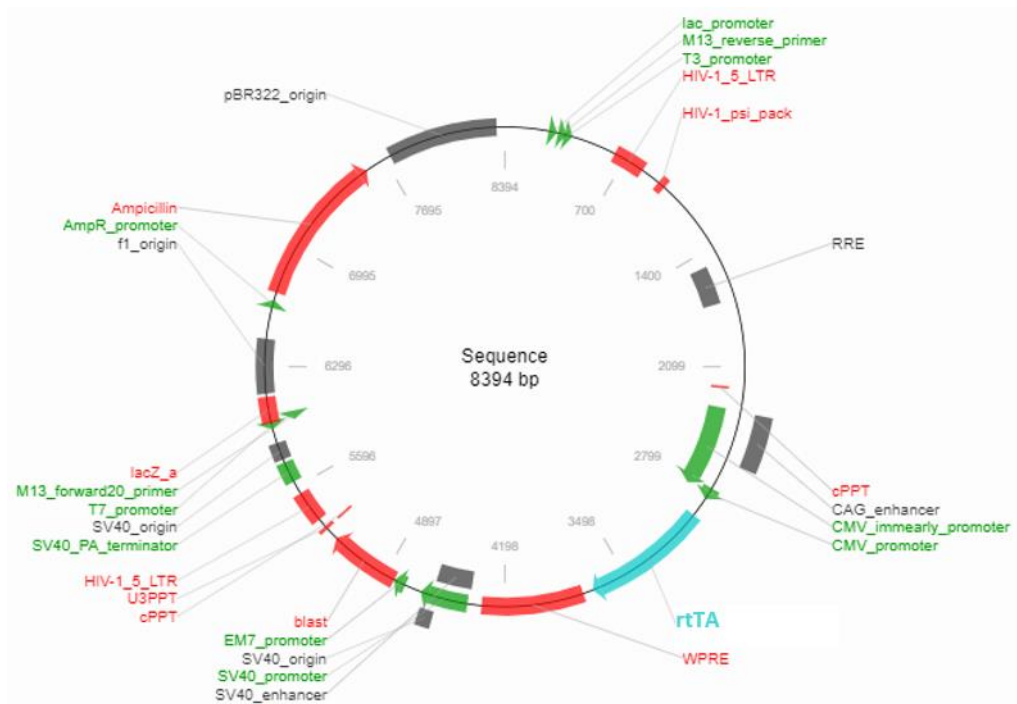 lac_promoter
M13_reverse_primer
T3_promoter
HIV-1_5_LTR
HIV-1_psi_pack
pBR322_origin
8394
700
7695
Ampicillin
AmpR_promoter
f1_origin
RRE
6995
1400
Sequence
8394 bp
6296
2099
5596
2799
4897
3498
4198
lacZ_a
M13_forward20_primer
T7_promoter
SV40_origin
SV40_PA_terminator
HIV-1_5_LTR
U3PPT
cPPT
cPPT
CAG_enhancer
CMV_immearly_promoter
CMV_promoter
blast
EM7_promoter
SV40_origin
SV40_promoter
SV40_enhancer
rtTA
WPRE